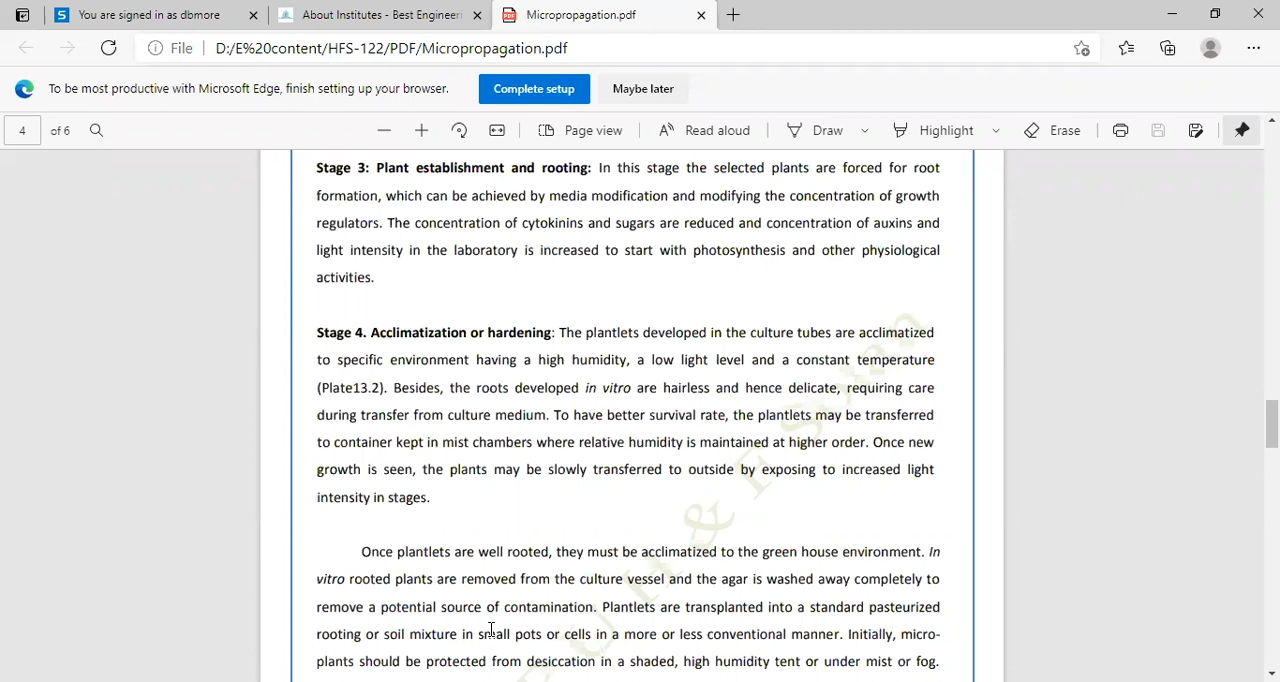 You are signed in as dbmore
About Institutes - Best Engineeri
Micropropagation.pdf
File
D:/E%20content/HFS-122/PDF/Micropropagation.pdf
To be most productive with Microsoft Edge, finish setting up your browser.
Complete setup
Maybe later
4 of 6
Page view
Read aloud
Draw
Highlight
Erase
Stage 3: Plant establishment and rooting: In this stage the selected plants are forced for root
formation, which can be achieved by media modification and modifying the concentration of growth
regulators. The concentration of cytokinins and sugars are reduced and concentration of auxins and
light intensity in the laboratory is increased to start with photosynthesis and other physiological
activities.
Stage 4. Acclimatization or hardening: The plantlets developed in the culture tubes are acclimatized
to specific environment having a high humidity, a low light level and a constant temperature
(Plate13.2). Besides, the roots developed in vitro are hairless and hence delicate, requiring care
during transfer from culture medium. To have better survival rate, the plantlets may be transferred
to container kept in mist chambers where relative humidity is maintained at higher order. Once new
growth is seen, the plants may be slowly transferred to outside by exposing to increased light
intensity in stages.
Once plantlets are well rooted, they must be acclimatized to the green house environment. In
vitro rooted plants are removed from the culture vessel and the agar is washed away completely to
remove a potential source of contamination. Plantlets are transplanted into a standard pasteurized
rooting or soil mixture in small pots or cells in a more or less conventional manner. Initially, micro-
plants should be protected from desiccation in a shaded, high humidity tent or under mist or fog.